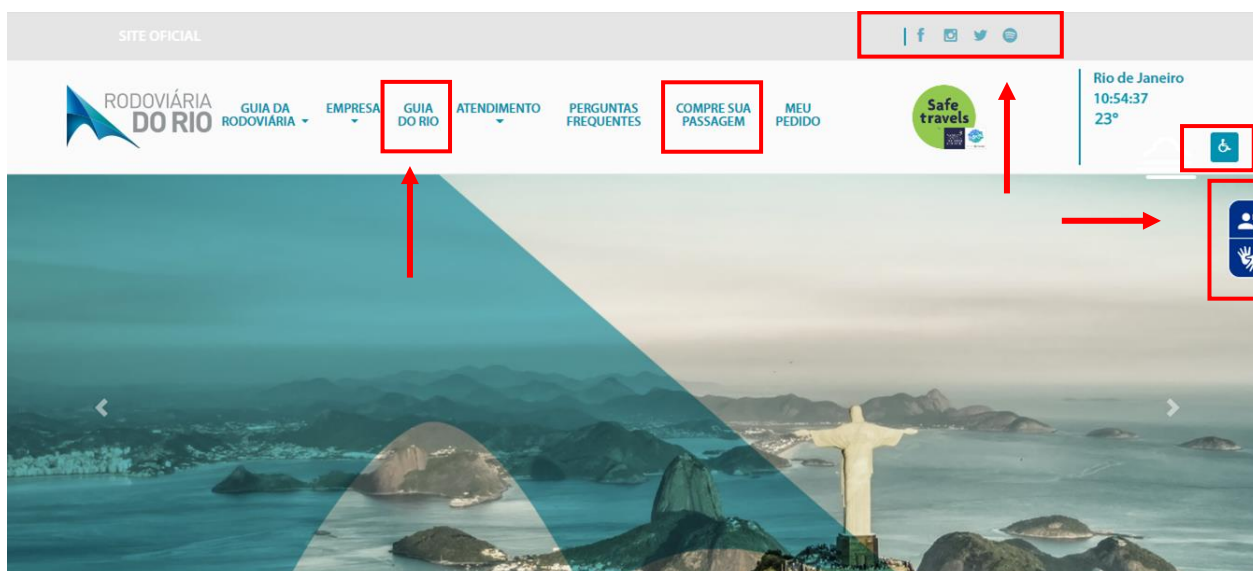 SITE OFICIAL
RODOVIÁRIA
DO RIO
GUIA DA
RODOVIÁRIA
EMPRESA
GUIA
DO RIO
ATENDIMENTO
PERGUNTAS
FREQUENTES
COMPRE SUA
PASSAGEM
MEU
PEDIDO
Safe
travels
Rio de Janeiro
10:54:37
23°